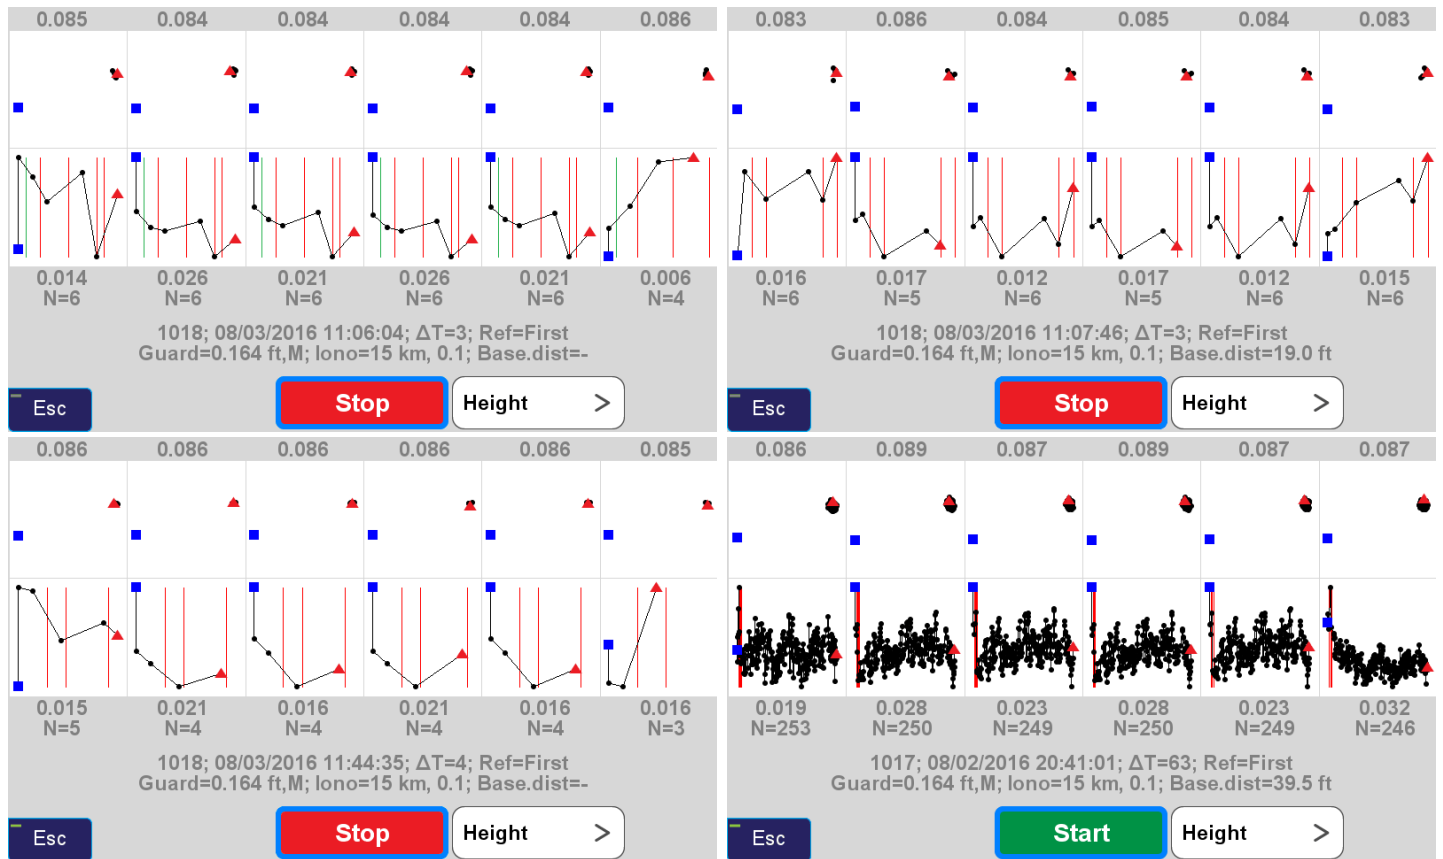 0.085 0.084 0.084 0.084 0.084 0.086
0.014 0.026 0.021 0.026 0.021 0.006
N=6 N=6 N=6 N=6 N=6 N=4
1018; 08/03/2016 11:06:04; ΔT=3; Ref=First
Guard=0.164 ft,M; Iono=15 km, 0.1; Base.dist=-
Esc Stop Height >
0.083 0.086 0.084 0.085 0.084 0.083
0.016 0.017 0.012 0.017 0.012 0.015
N=6 N=5 N=6 N=5 N=6 N=6
1018; 08/03/2016 11:07:46; ΔT=3; Ref=First
Guard=0.164 ft,M; Iono=15 km, 0.1; Base.dist=19.0 ft
Esc Stop Height >
0.086 0.086 0.086 0.086 0.086 0.085
0.015 0.021 0.016 0.021 0.016 0.016
N=5 N=4 N=4 N=4 N=4 N=3
1018; 08/03/2016 11:44:35; ΔT=4; Ref=First
Guard=0.164 ft,M; Iono=15 km, 0.1; Base.dist=-
Esc Stop Height >
0.086 0.089 0.087 0.089 0.087 0.087
0.019 0.028 0.023 0.028 0.023 0.032
N=253 N=250 N=249 N=250 N=249 N=246
1017; 08/02/2016 20:41:01; ΔT=63; Ref=First
Guard=0.164 ft,M; Iono=15 km, 0.1; Base.dist=39.5 ft
Esc Start Height >